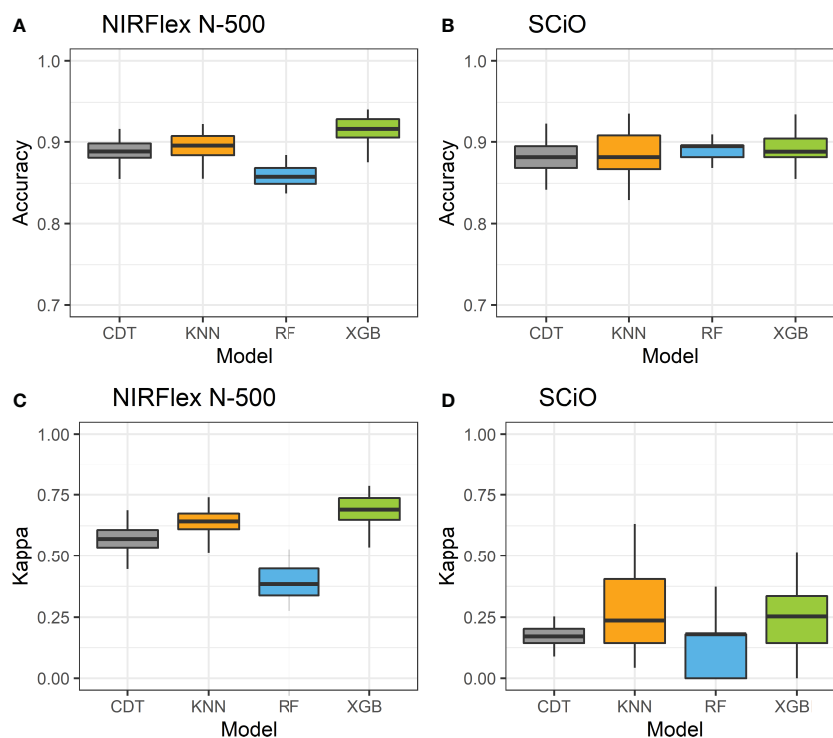 A NIRFlex N-500
1.0
0.9
0.8
0.7
Accuracy
CDT KNN RF XGB
Model
B SCiO
1.0
0.9
0.8
0.7
Accuracy
CDT KNN RF XGB
Model
C NIRFlex N-500
1.00
0.75
0.50
0.25
0.00
Kappa
CDT KNN RF XGB
Model
D SCiO
1.00
0.75
0.50
0.25
0.00
Kappa
CDT KNN RF XGB
Model